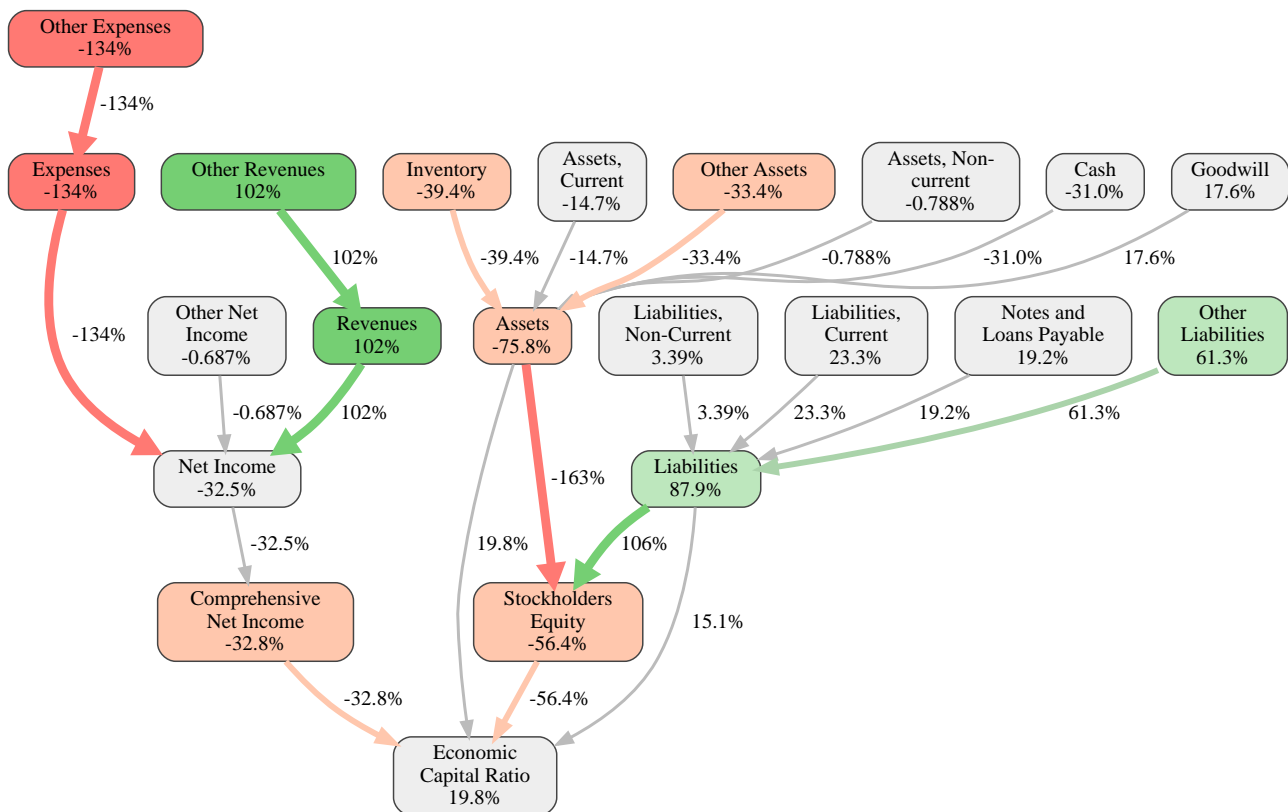 Other Expenses
-134%
-134%
Expenses
-134%
Other Revenues
102%
Inventory
-39.4%
Assets,
Current
-14.7%
Other Assets
-33.4%
Assets, Non-
current
-0.788%
Cash
-31.0%
Goodwill
17.6%
102%
-39.4%
-14.7%
-33.4%
-0.788%
-31.0%
17.6%
-134%
Other Net
Income
-0.687%
Revenues
102%
Assets
-75.8%
Liabilities,
Non-Current
3.39%
Liabilities,
Current
23.3%
Notes and
Loans Payable
19.2%
Other
Liabilities
61.3%
-0.687%
102%
3.39%
23.3%
19.2%
61.3%
Net Income
-32.5%
-163%
Liabilities
87.9%
-32.5%
19.8%
106%
Comprehensive
Net Income
-32.8%
Stockholders
Equity
-56.4%
15.1%
-32.8%
-56.4%
Economic
Capital Ratio
19.8%